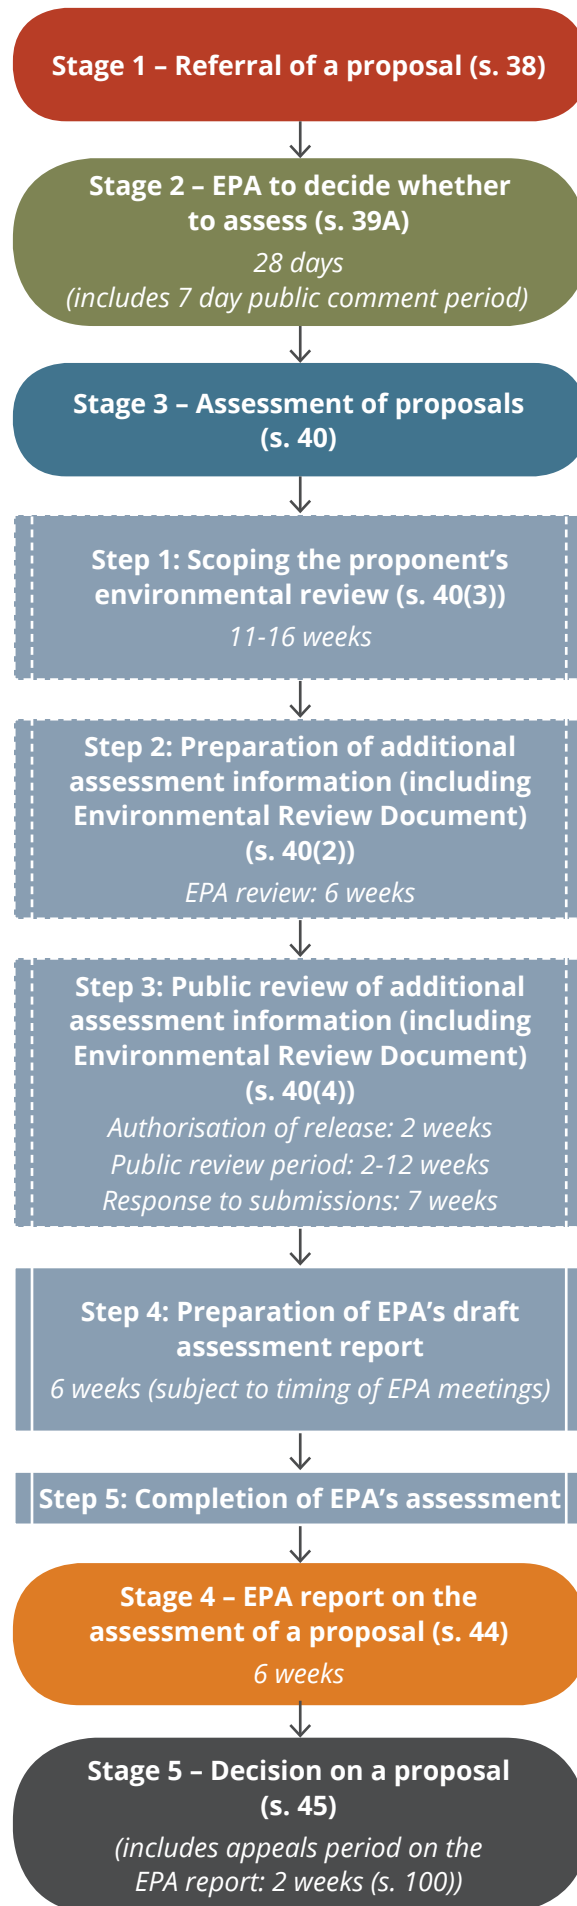 Stage 1 – Referral of a proposal (s. 38)
Stage 2 – EPA to decide whether
to assess (s. 39A)
28 days
(includes 7 day public comment period)
Stage 3 – Assessment of proposals
(s. 40)
Step 1: Scoping the proponent’s
environmental review (s. 40(3))
11-16 weeks
Step 2: Preparation of additional
assessment information (including
Environmental Review Document)
(s. 40(2))
EPA review: 6 weeks
Step 3: Public review of additional
assessment information (including
Environmental Review Document)
(s. 40(4))
Authorisation of release: 2 weeks
Public review period: 2-12 weeks
Response to submissions: 7 weeks
Step 4: Preparation of EPA’s draft
assessment report
6 weeks (subject to timing of EPA meetings)
Step 5: Completion of EPA’s assessment
Stage 4 – EPA report on the
assessment of a proposal (s. 44)
6 weeks
Stage 5 – Decision on a proposal
(s. 45)
(includes appeals period on the
EPA report: 2 weeks (s. 100))